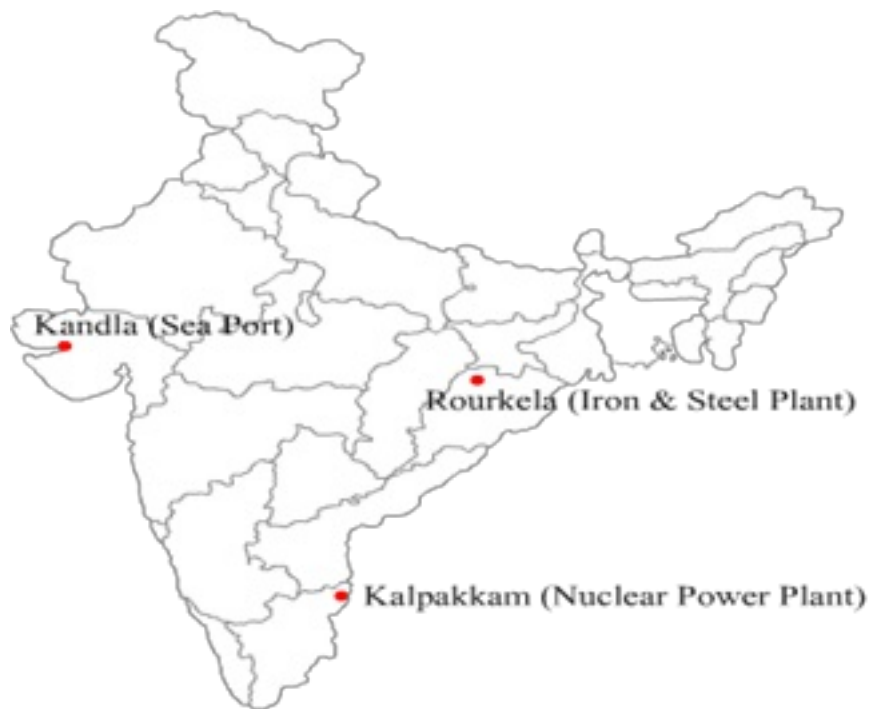 Kandla (Sea Port)
Rourkela (Iron & Steel Plant)
Kalpakkam (Nuclear Power Plant)